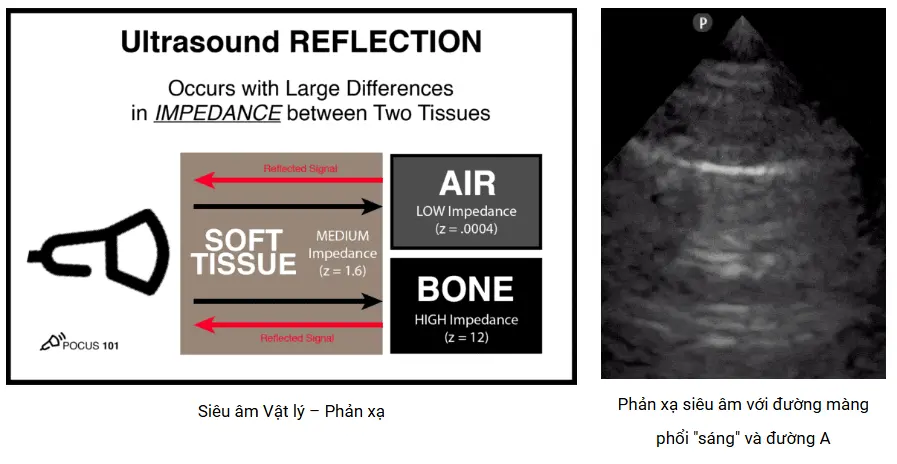 Ultrasound REFLECTION
Occurs with Large Differences
in IMPEDANCE between Two Tissues
Reflected Signal
SOFT
TISSUE
MEDIUM
Impedance
(z = 1.6)
AIR
LOW Impedance
(z = .0004)
BONE
HIGH Impedance
(z = 12)
Reflected Signal
POCUS 101
Siêu âm Vật lý – Phản xạ
P
Phản xạ siêu âm với đường màng
phổi "sáng" và đường A